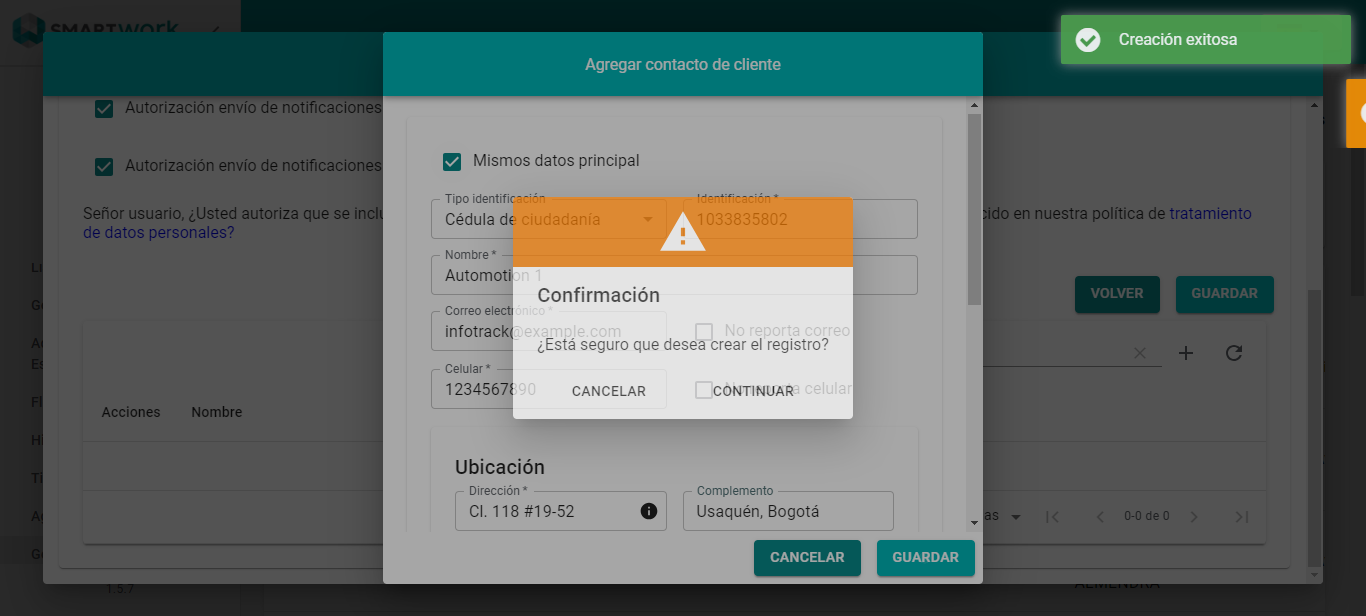 SMARTWORK
Creación exitosa
Agregar contacto de cliente
Autorización envío de notificaciones
Autorización envío de notificaciones
Señor usuario, ¿Usted autoriza que se inclu
cido en nuestra política de tratamiento
de datos personales?
VOLVER
GUARDAR
Acciones
Nombre
0-0 de 0
Mismos datos principal
Tipo identificación
Cédula de ciudadanía
Identificación *
1033835802
Nombre *
Automotion 1
Correo electrónico *
infotrack@example.com
No reporta correo
Celular *
1234567890
No reporta celular
Confirmación
¿Está seguro que desea crear el registro?
CANCELAR
CONTINUAR
Ubicación
Dirección *
Cl. 118 #19-52
Complemento
Usaquén, Bogotá
CANCELAR
GUARDAR
1.5.7
ALMENDRA